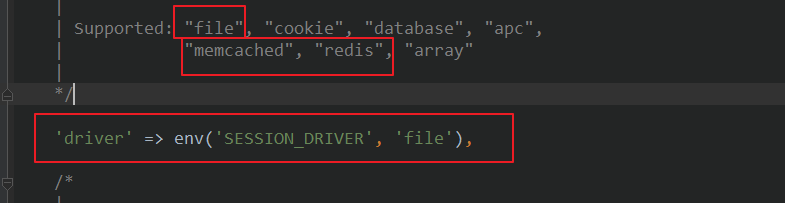 |
| Supported: "file", "cookie", "database", "apc",
|            "memcached", "redis", "array"
|
*/
'driver' => env('SESSION_DRIVER', 'file'),
/*
|